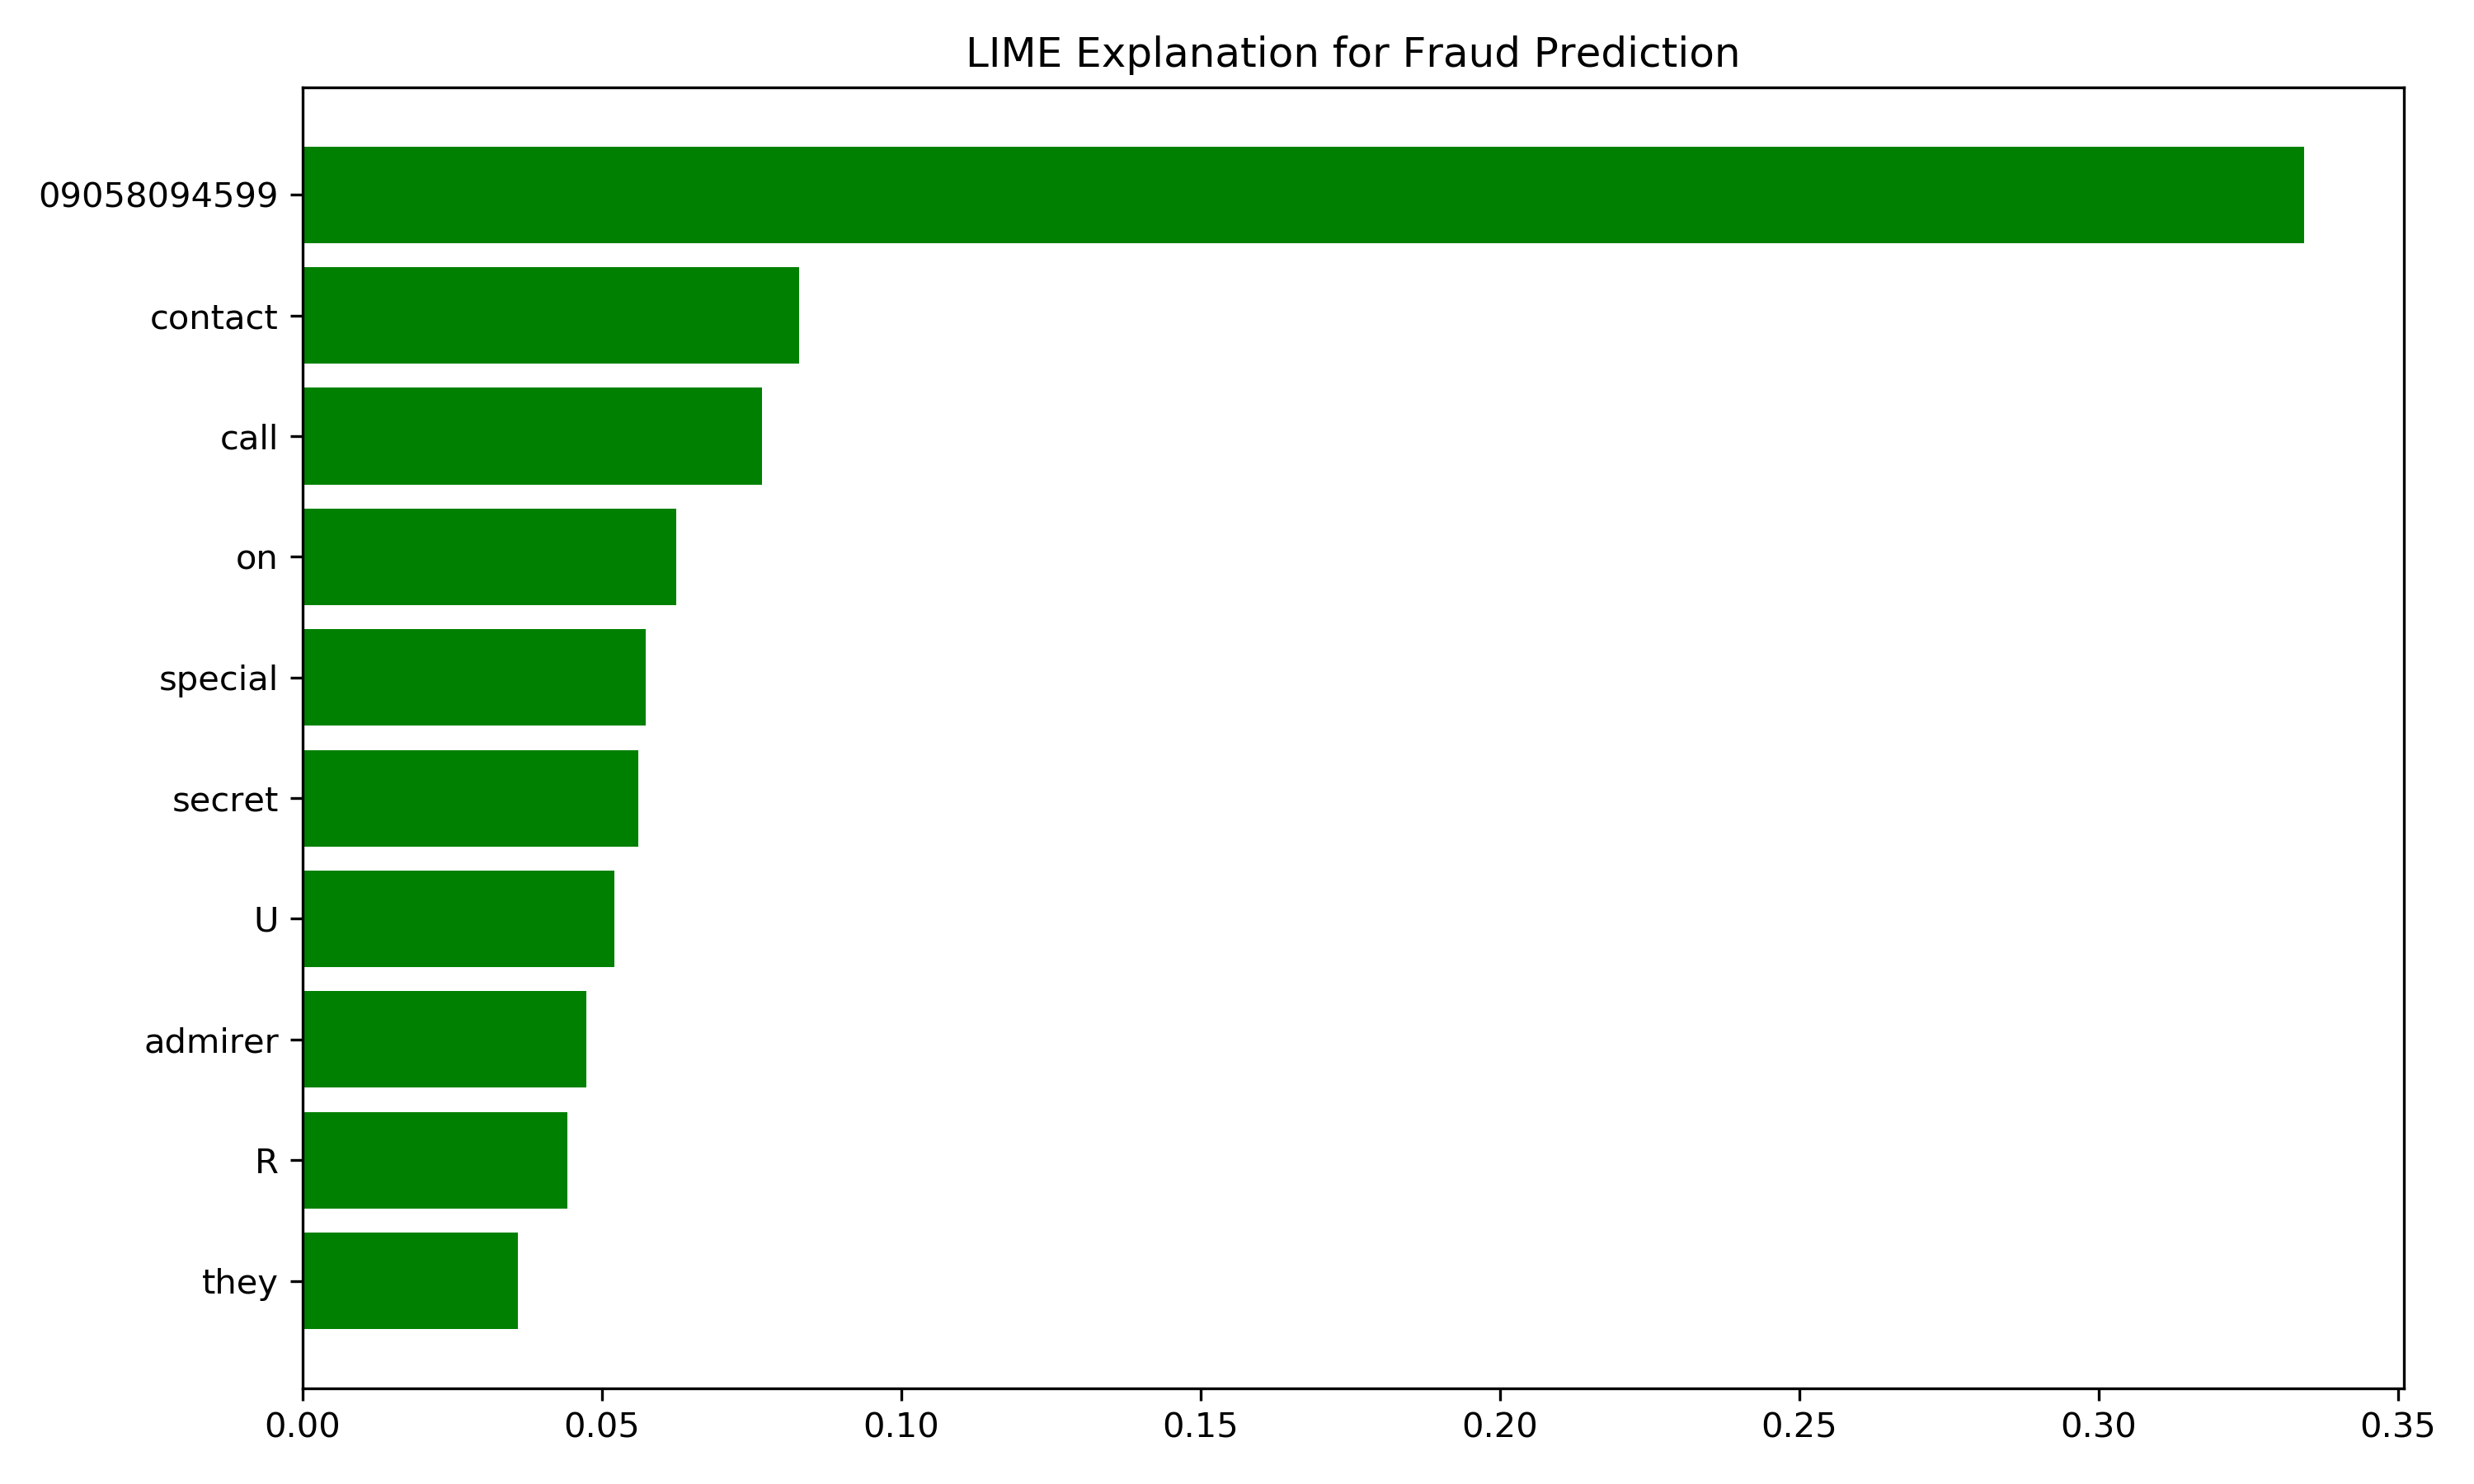 LIME Explanation for Fraud Prediction
09058094599
contact
call
on
special
secret
U
admirer
R
they
0.00 0.05 0.10 0.15 0.20 0.25 0.30 0.35